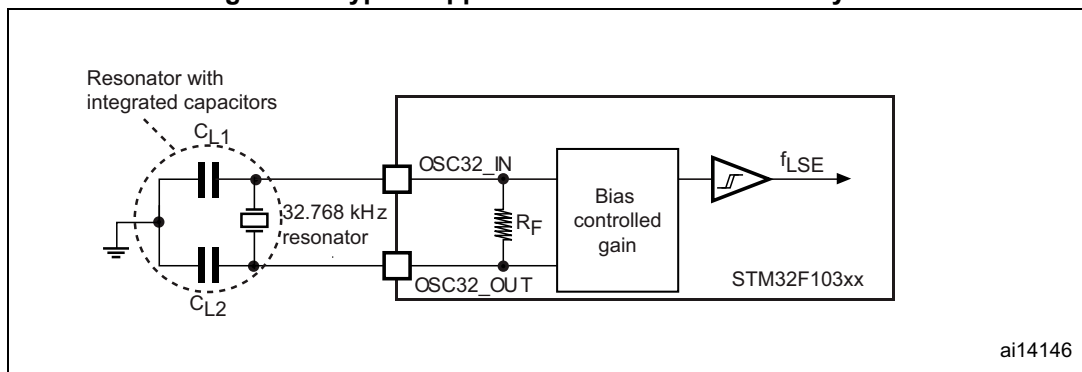 Resonator with
integrated capacitors
CL1
OSC32_IN
fLSE
32.768 kHz
resonator
RF
Bias
controlled
gain
OSC32_OUT
STM32F103xx
CL2
ai14146